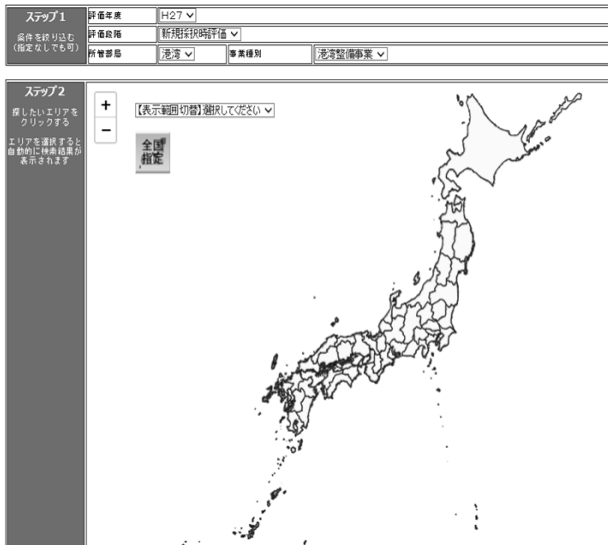 ステップ1
条件を絞り込む
(指定なしでも可)
評価年度 H27
評価段階 新規採択時評価
所管部局 港湾 事業種別 港湾整備事業
ステップ2
探したいエリアを
クリックする
エリアを選択すると
自動的に検索結果が
表示されます
+
−
【表示範囲切替】選択してください
全国
指定